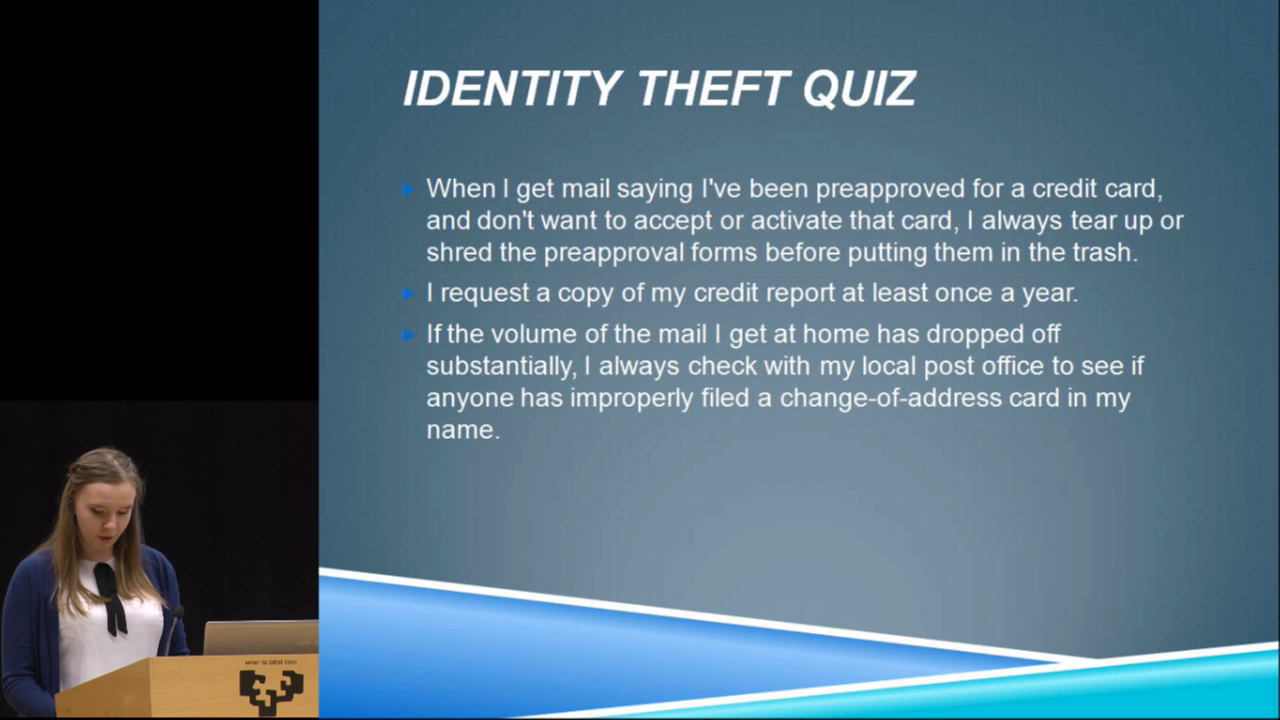 IDENTITY THEFT QUIZ
When I get mail saying I've been preapproved for a credit card,
and don't want to accept or activate that card, I always tear up or
shred the preapproval forms before putting them in the trash.
I request a copy of my credit report at least once a year.
If the volume of the mail I get at home has dropped off
substantially, I always check with my local post office to see if
anyone has improperly filed a change-of-address card in my
name.